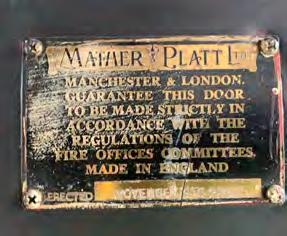 MATHER & PLATT LTD
MANCHESTER & LONDON.
GUARANTEE THIS DOOR
TO BE MADE STRICTLY IN
ACCORDANCE WITH THE
REGULATIONS OF THE
FIRE OFFICES COMMITTEES.
MADE IN ENGLAND
ERECTED NOVEMBER